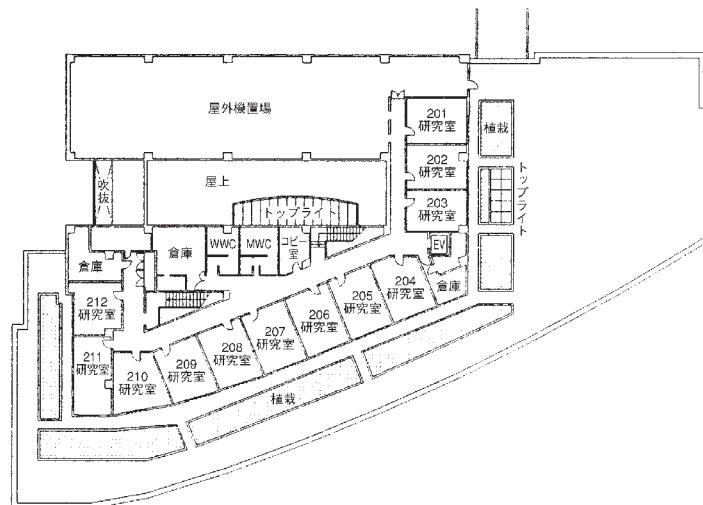 屋外機置場
201
研究室
植栽
202
研究室
トップライト
203
研究室
吹抜
屋上
トップライト
倉庫
倉庫
WWC
MWC
コピー
室
EV
倉庫
204
研究室
205
研究室
206
研究室
207
研究室
208
研究室
209
研究室
210
研究室
211
研究室
212
研究室
植栽